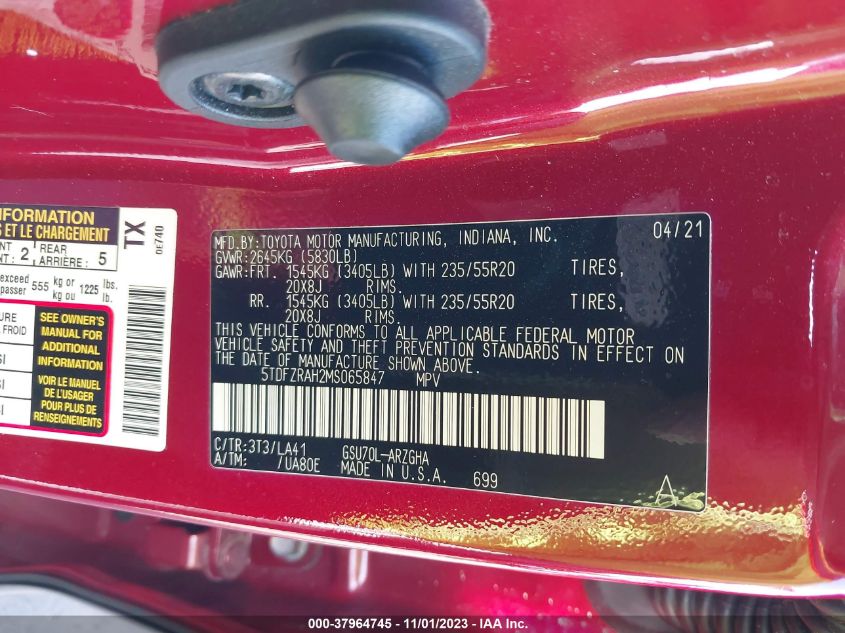 INFORMATION
S ET LE CHARGEMENT
NT 2 REAR ARRIÈRE : 5
exceed
passer 555 kg or kg ou 1225 lbs. lb.
SEE OWNER'S
MANUAL FOR
ADDITIONAL
INFORMATION
VOIR LE MANUEL
DE L'USAGER
POUR PLUS DE
RENSEIGNEMENTS
FROID
TX
0E740
MFD.BY:TOYOTA MOTOR MANUFACTURING, INDIANA, INC. 04/21
GVWR:2645KG (5830LB)
GAWR:FRT. 1545KG (3405LB) WITH 235/55R20 TIRES,
20X8J RIMS.
RR. 1545KG (3405LB) WITH 235/55R20 TIRES,
20X8J RIMS.
THIS VEHICLE CONFORMS TO ALL APPLICABLE FEDERAL MOTOR
VEHICLE SAFETY AND THEFT PREVENTION STANDARDS IN EFFECT ON
THE DATE OF MANUFACTURE SHOWN ABOVE.
5TDFZRAH2MS065847 MPV
C/TR:3T3/LA41 GSU70L-ARZGHA
A/TM: /UA80E MADE IN U.S.A. 699
A
000-37964745 - 11/01/2023 - IAA Inc.